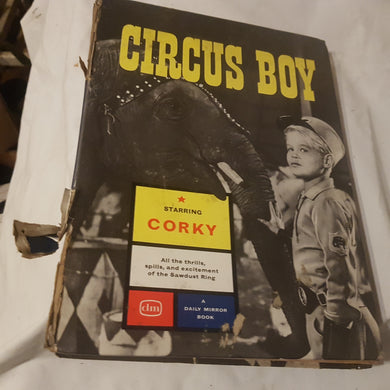 CIRCUS BOY
STARRING
CORKY
All the thrills,
spills, and excitement
of the Sawdust Ring
dm
A
DAILY MIRROR
BOOK